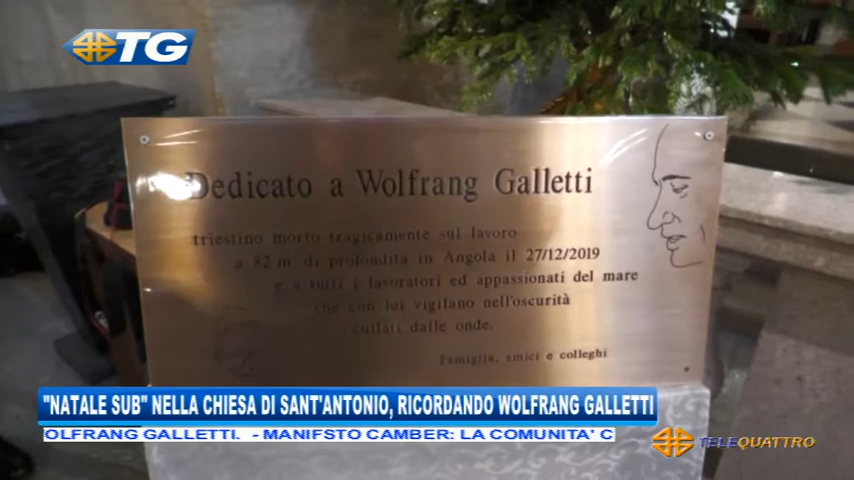 TG
Dedicato a Wolfrang Galletti
triestino morto tragicamente sul lavoro
a 82 m di profondita in Angola il 27/12/2019
e a tutti i lavoratori ed appassionati del mare
che con lui vigilano nell'oscurità
cullati dalle onde.
Famiglia, amici e colleghi
"NATALE SUB" NELLA CHIESA DI SANT'ANTONIO, RICORDANDO WOLFRANG GALLETTI
OLFRANG GALLETTI. - MANIFSTO CAMBER: LA COMUNITA' C
TELEQUATTRO